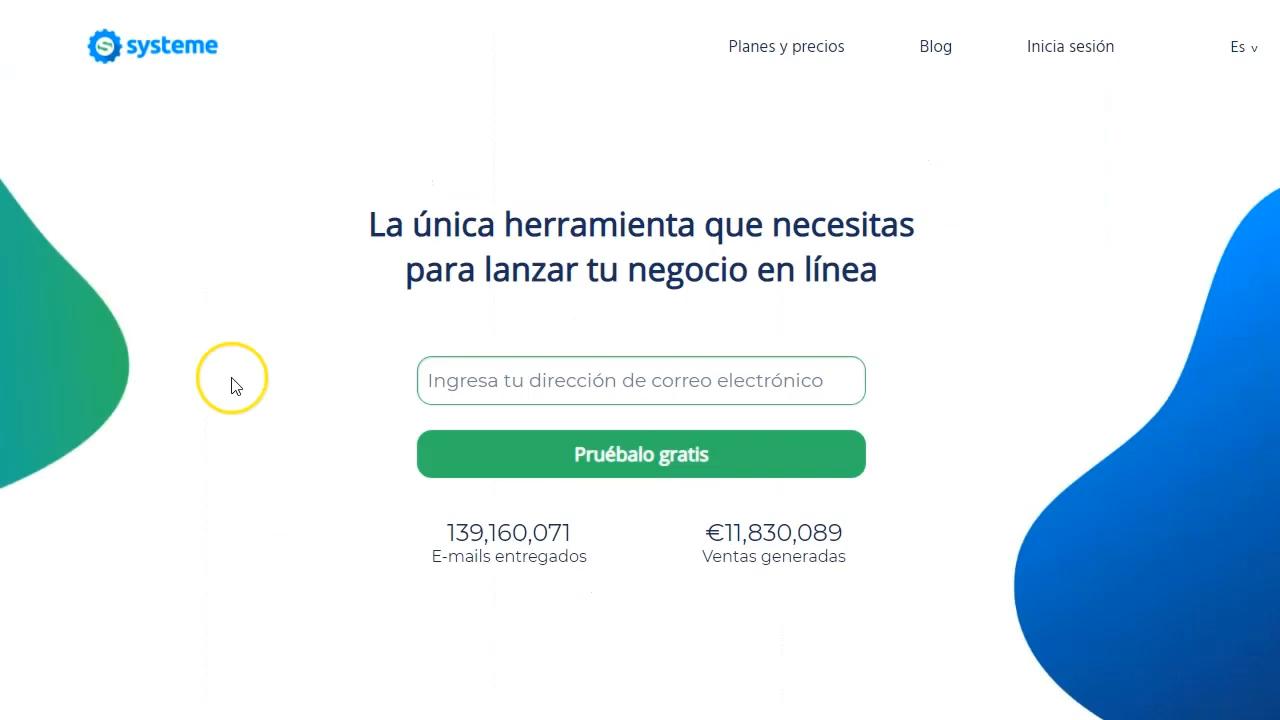 systeme
Planes y precios
Blog
Inicia sesión
Es v
La única herramienta que necesitas
para lanzar tu negocio en línea
Ingresa tu dirección de correo electrónico
Pruébalo gratis
139,160,071
E-mails entregados
€11,830,089
Ventas generadas